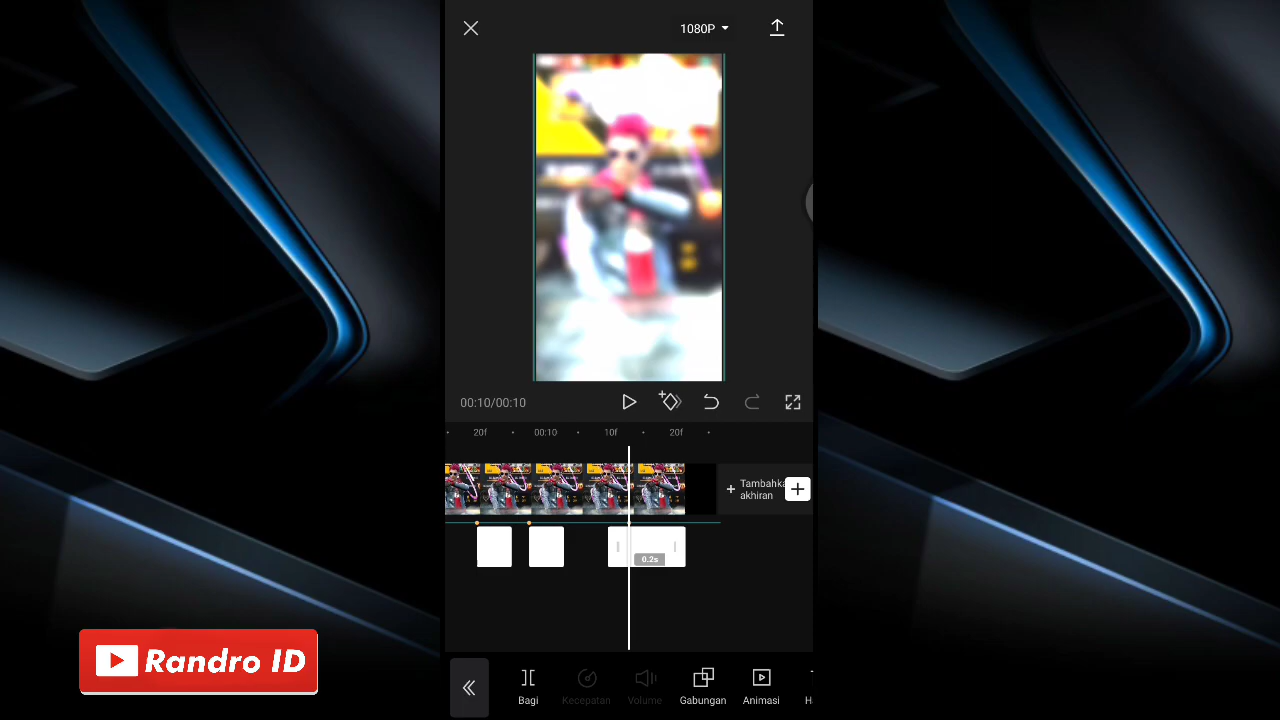 1080P
00:10/00:10
20f
00:10
10f
20f
+ Tambahka
akhiran
0.2s
Randro ID
Bagi
Kecepatan
Volume
Gabungan
Animasi